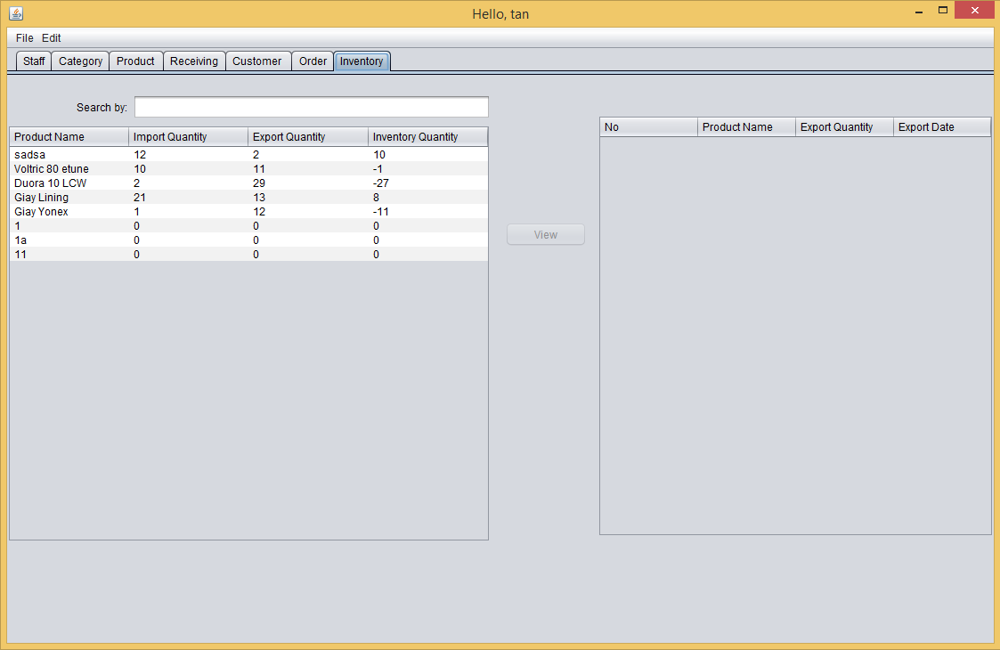 Hello, tan
File Edit
Staff Category Product Receiving Customer Order Inventory
Search by:
Product Name Import Quantity Export Quantity Inventory Quantity
sadsa 12 2 10
Voltric 80 etune 10 11 -1
Duora 10 LCW 2 29 -27
Giay Lining 21 13 8
Giay Yonex 1 12 -11
1 0 0 0
1a 0 0 0
11 0 0 0
View
No Product Name Export Quantity Export Date